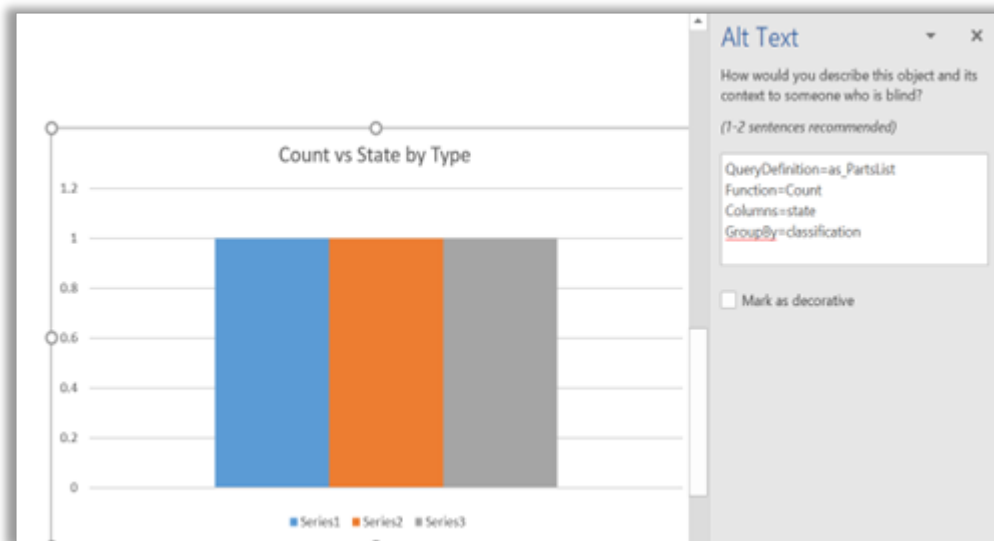 Count vs State by Type
1.2
1
0.8
0.6
0.4
0.2
0
Series1 Series2 Series3
Alt Text
How would you describe this object and its
context to someone who is blind?
(1-2 sentences recommended)
QueryDefinition=as_PartsList
Function=Count
Columns=state
GroupBy=classification
Mark as decorative